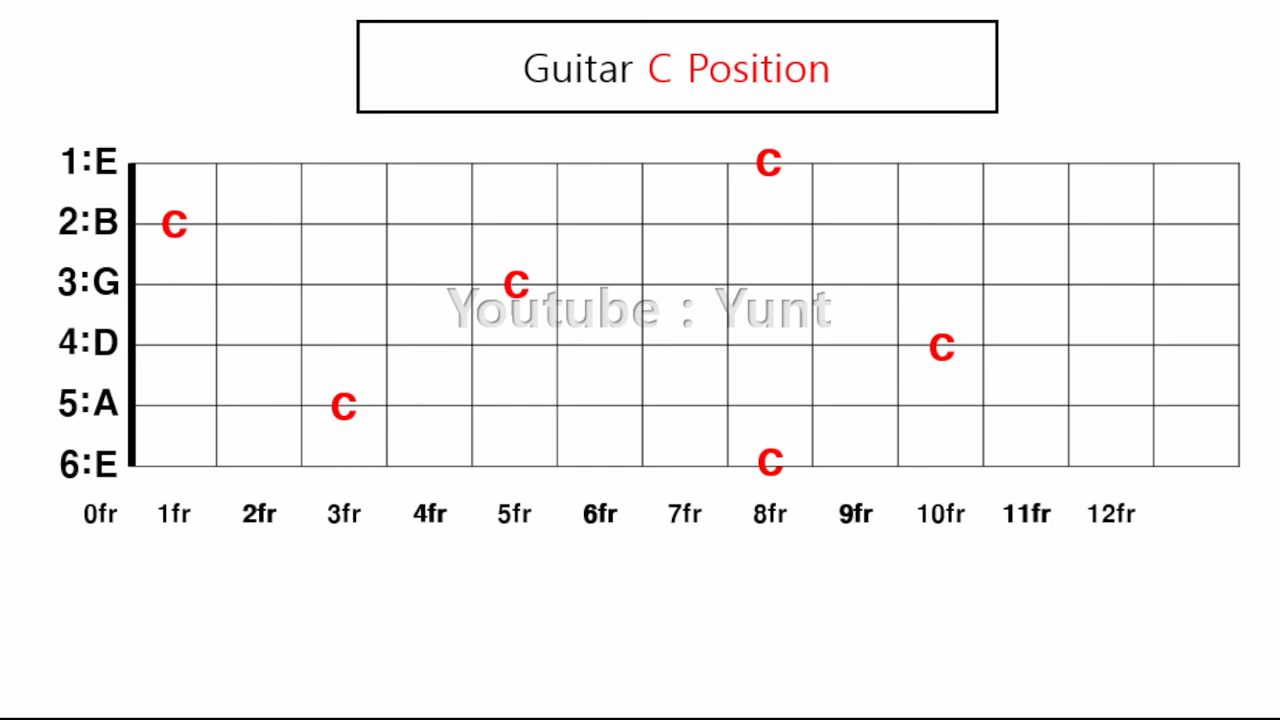 Guitar C Position
1:E C
2:B C
3:G C
Youtube : Yunt
4:D C
5:A C
6:E C
0fr 1fr 2fr 3fr 4fr 5fr 6fr 7fr 8fr 9fr 10fr 11fr 12fr